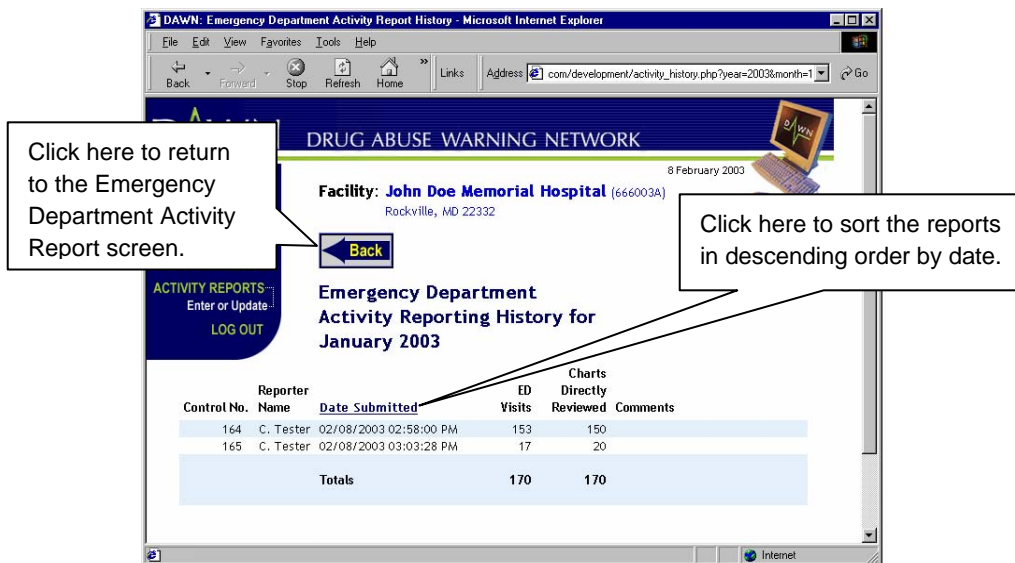 DAWN: Emergency Department Activity Report History - Microsoft Internet Explorer
File Edit View Favorites Tools Help
Back Forward Stop Refresh Home » Links Address com/development/activity_history.php?year=2003&month=1 Go
DRUG ABUSE WARNING NETWORK
8 February 2003
Click here to return
to the Emergency
Department Activity
Report screen.
Facility: John Doe Memorial Hospital (666003A)
Rockville, MD 22332
Back
Click here to sort the reports
in descending order by date.
ACTIVITY REPORTS
Enter or Update
LOG OUT
Emergency Department
Activity Reporting History for
January 2003
Control No. Reporter Name Date Submitted ED Visits Charts Directly Reviewed Comments
164 C. Tester 02/08/2003 02:58:00 PM 153 150
165 C. Tester 02/08/2003 03:03:28 PM 17 20
Totals 170 170
Internet